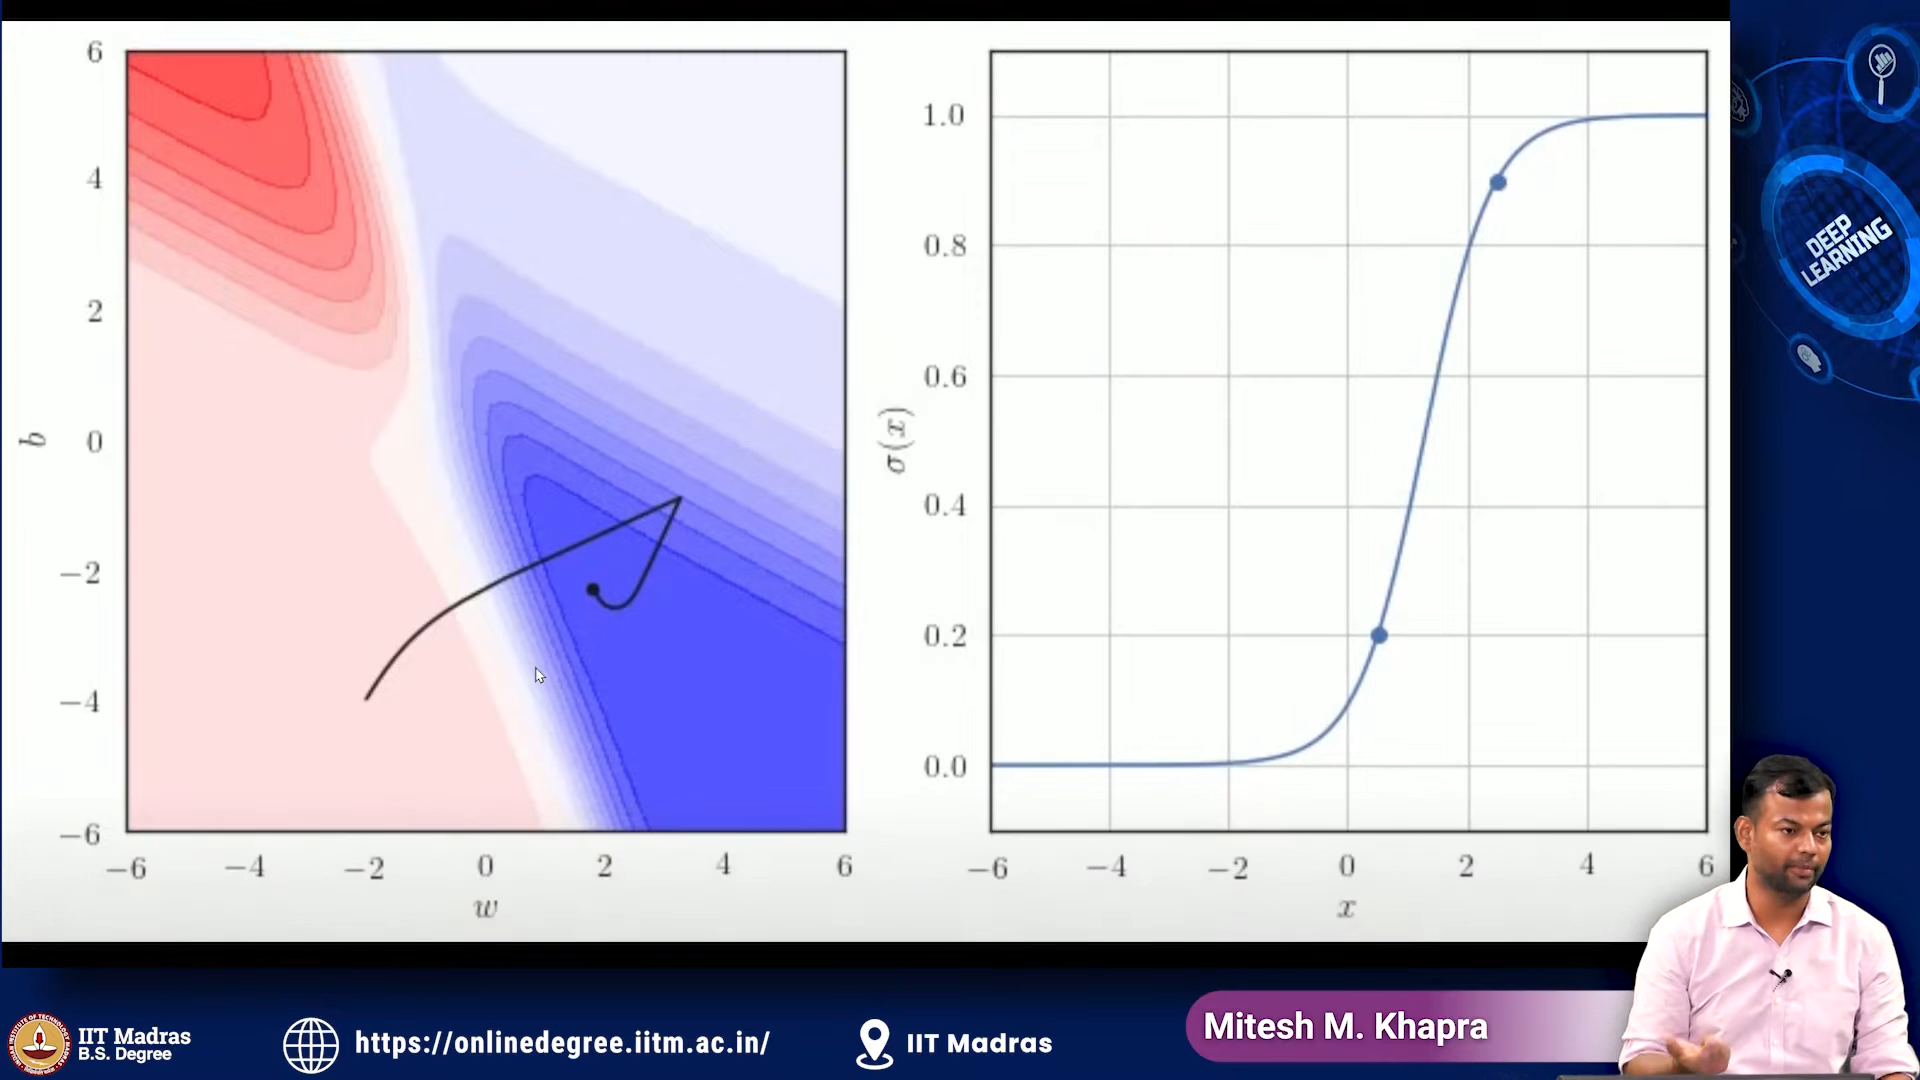 6
4
2
0
−2
−4
−6
b
−6 −4 −2 0 2 4 6
w
1.0
0.8
0.6
0.4
0.2
0.0
σ(x)
−6 −4 −2 0 2 4 6
x
DEEP
LEARNING
IIT Madras
B.S. Degree
https://onlinedegree.iitm.ac.in/
IIT Madras
Mitesh M. Khapra